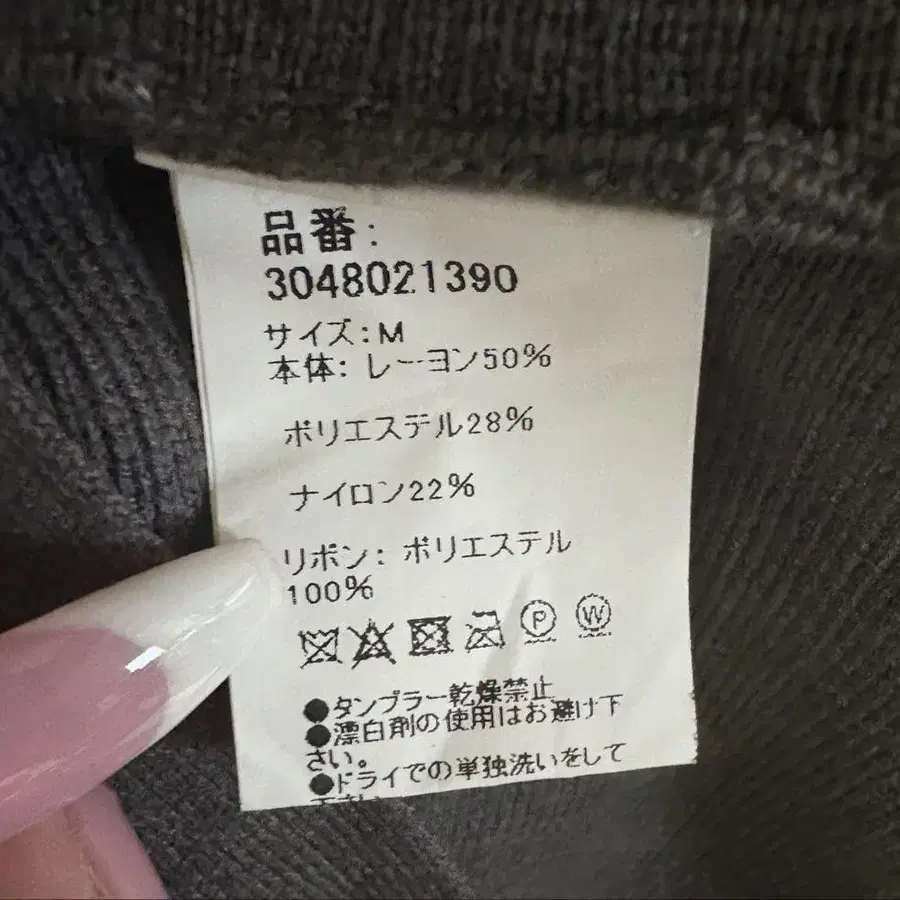 品番:
3048021390
サイズ:M
本体: レーヨン50%
ポリエステル28%
ナイロン22%
リボン: ポリエステル
100%
P W
●タンブラー乾燥禁止
●漂白剤の使用はお避け下
さい。
●ドライでの単独洗いをして